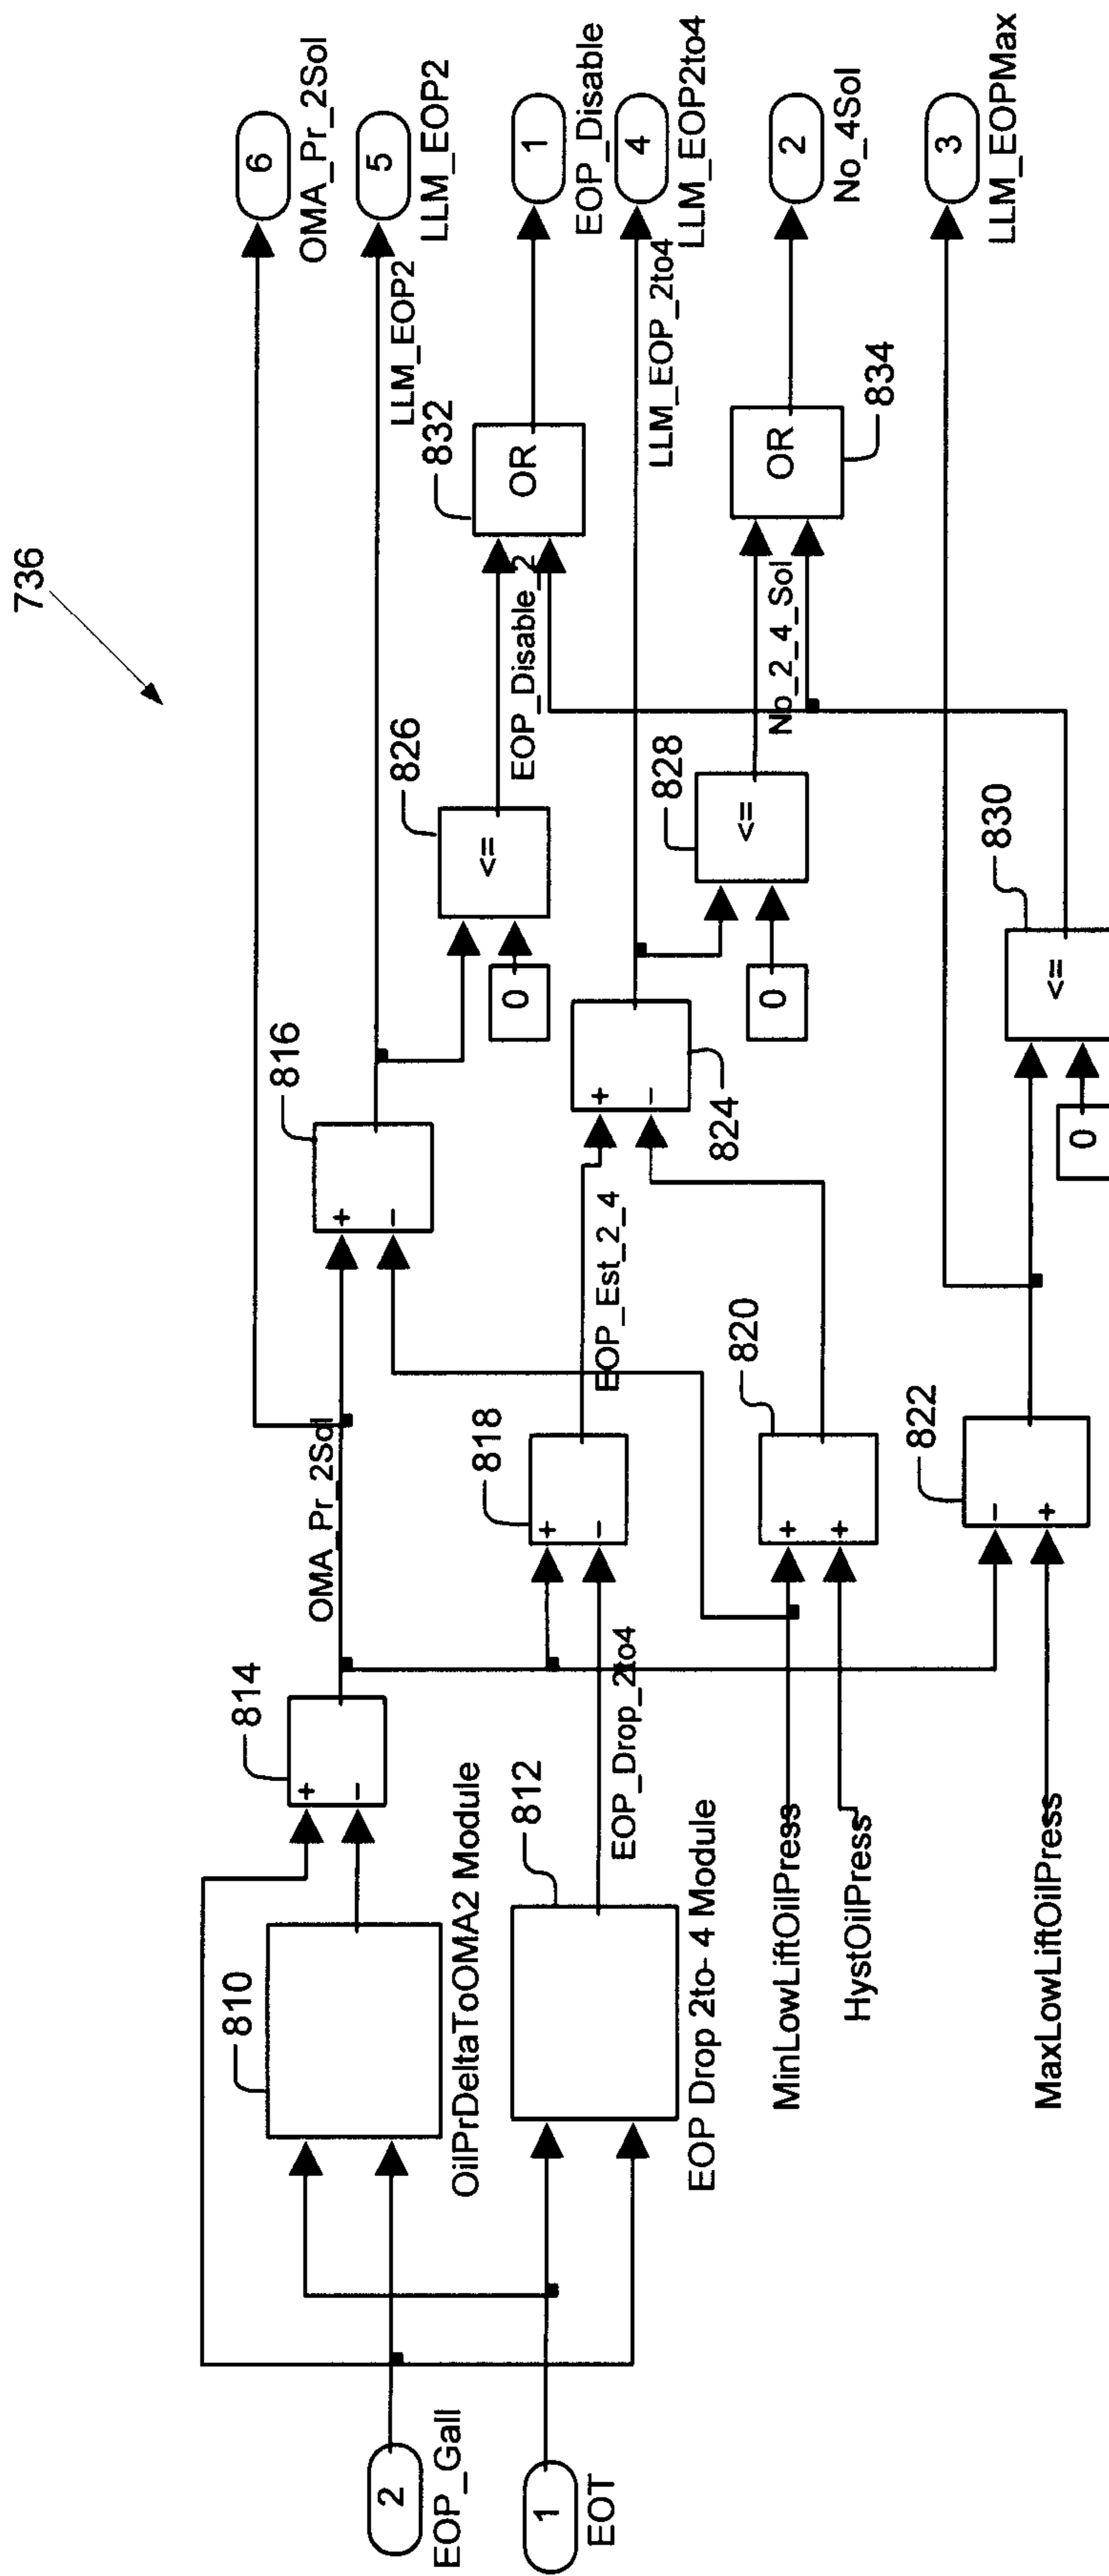 736
6
OMA_Pr_2Sol
5
LLM_EOP2
LLM_EOP2
1
EOP_Disable
4
LLM_EOP2to4
LLM_EOP_2to4
2
No_4Sol
3
LLM_EOPMax
832
OR
834
OR
EOP_Disable_2
No_2_4_Sol
826
<=
0
828
<=
0
830
<=
0
816
+
-
824
+
-
EOP_Est_2_4
OMA_Pr_2Sol
818
+
-
820
+
+
822
-
+
814
+
-
EOP_Drop_2to4
810
OilPrDeltaToOMA2 Module
812
EOP Drop 2to- 4 Module
MinLowLiftOilPress
HystOilPress
MaxLowLiftOilPress
2
EOP_Gall
1
EOT